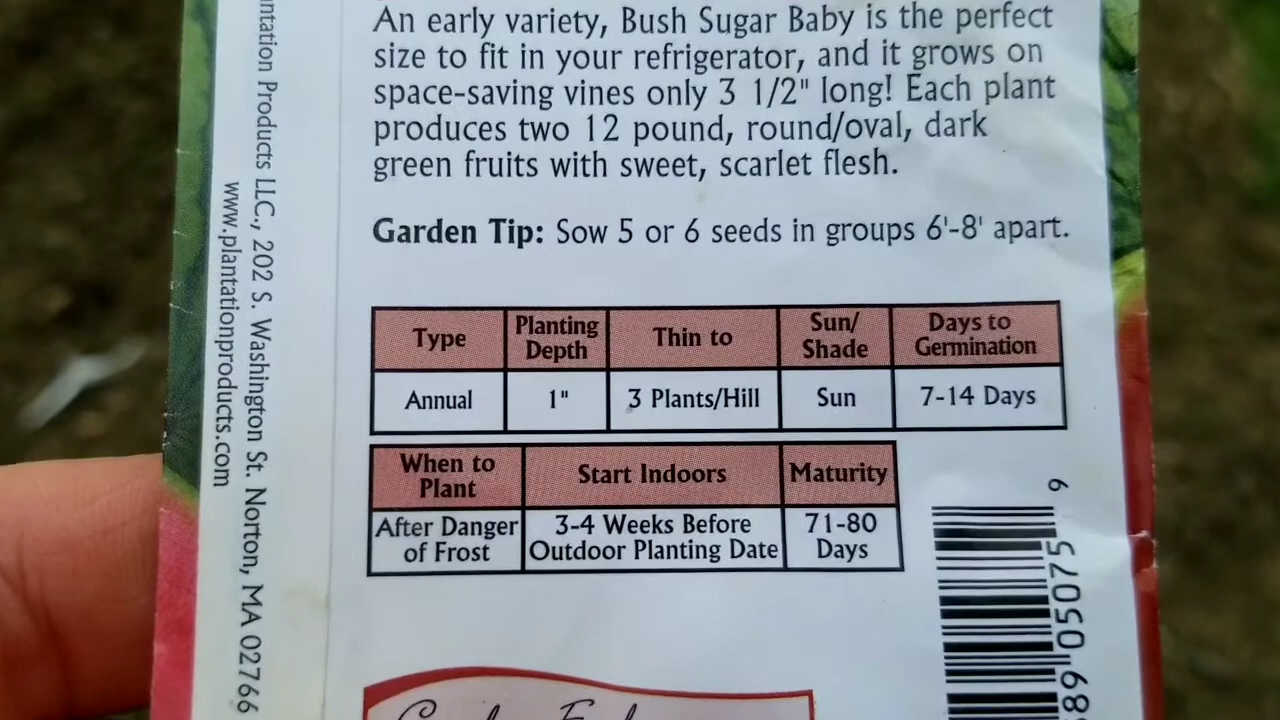 An early variety, Bush Sugar Baby is the perfect
size to fit in your refrigerator, and it grows on
space-saving vines only 3 1/2" long! Each plant
produces two 12 pound, round/oval, dark
green fruits with sweet, scarlet flesh.
Garden Tip: Sow 5 or 6 seeds in groups 6'-8' apart.
Type
Planting
Depth
Thin to
Sun/
Shade
Days to
Germination
Annual
1"
3 Plants/Hill
Sun
7-14 Days
When to
Plant
Start Indoors
Maturity
After Danger
of Frost
3-4 Weeks Before
Outdoor Planting Date
71-80
Days
Products LLC., 202 S. Washington St. Norton, MA 02766
www.plantationproducts.com
89 05075 9